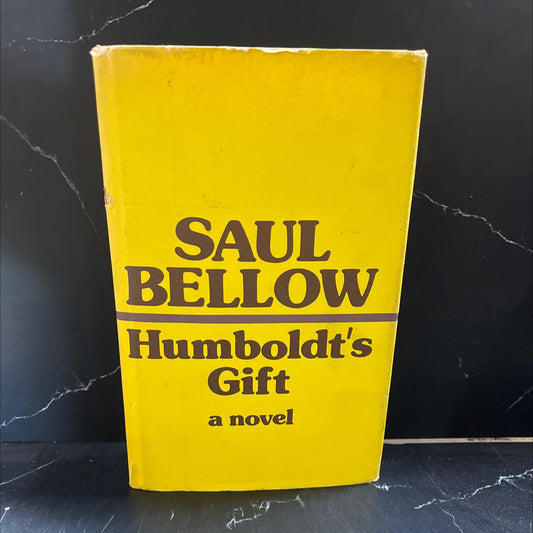 SAUL
BELLOW
Humboldt's
Gift
a novel